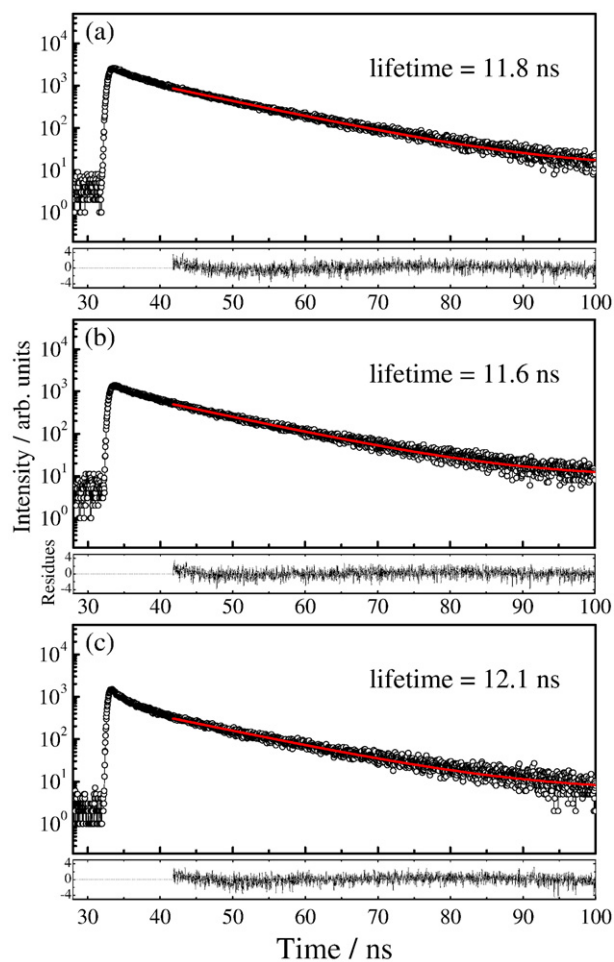 (a)
lifetime = 11.8 ns
10⁴
10³
10²
10¹
10⁰
4
0
-4
30 40 50 60 70 80 90 100
(b)
lifetime = 11.6 ns
10⁴
10³
10²
10¹
10⁰
Intensity / arb. units
4
0
-4
Residues
30 40 50 60 70 80 90 100
(c)
lifetime = 12.1 ns
10⁴
10³
10²
10¹
10⁰
4
0
-4
30 40 50 60 70 80 90 100
Time / ns